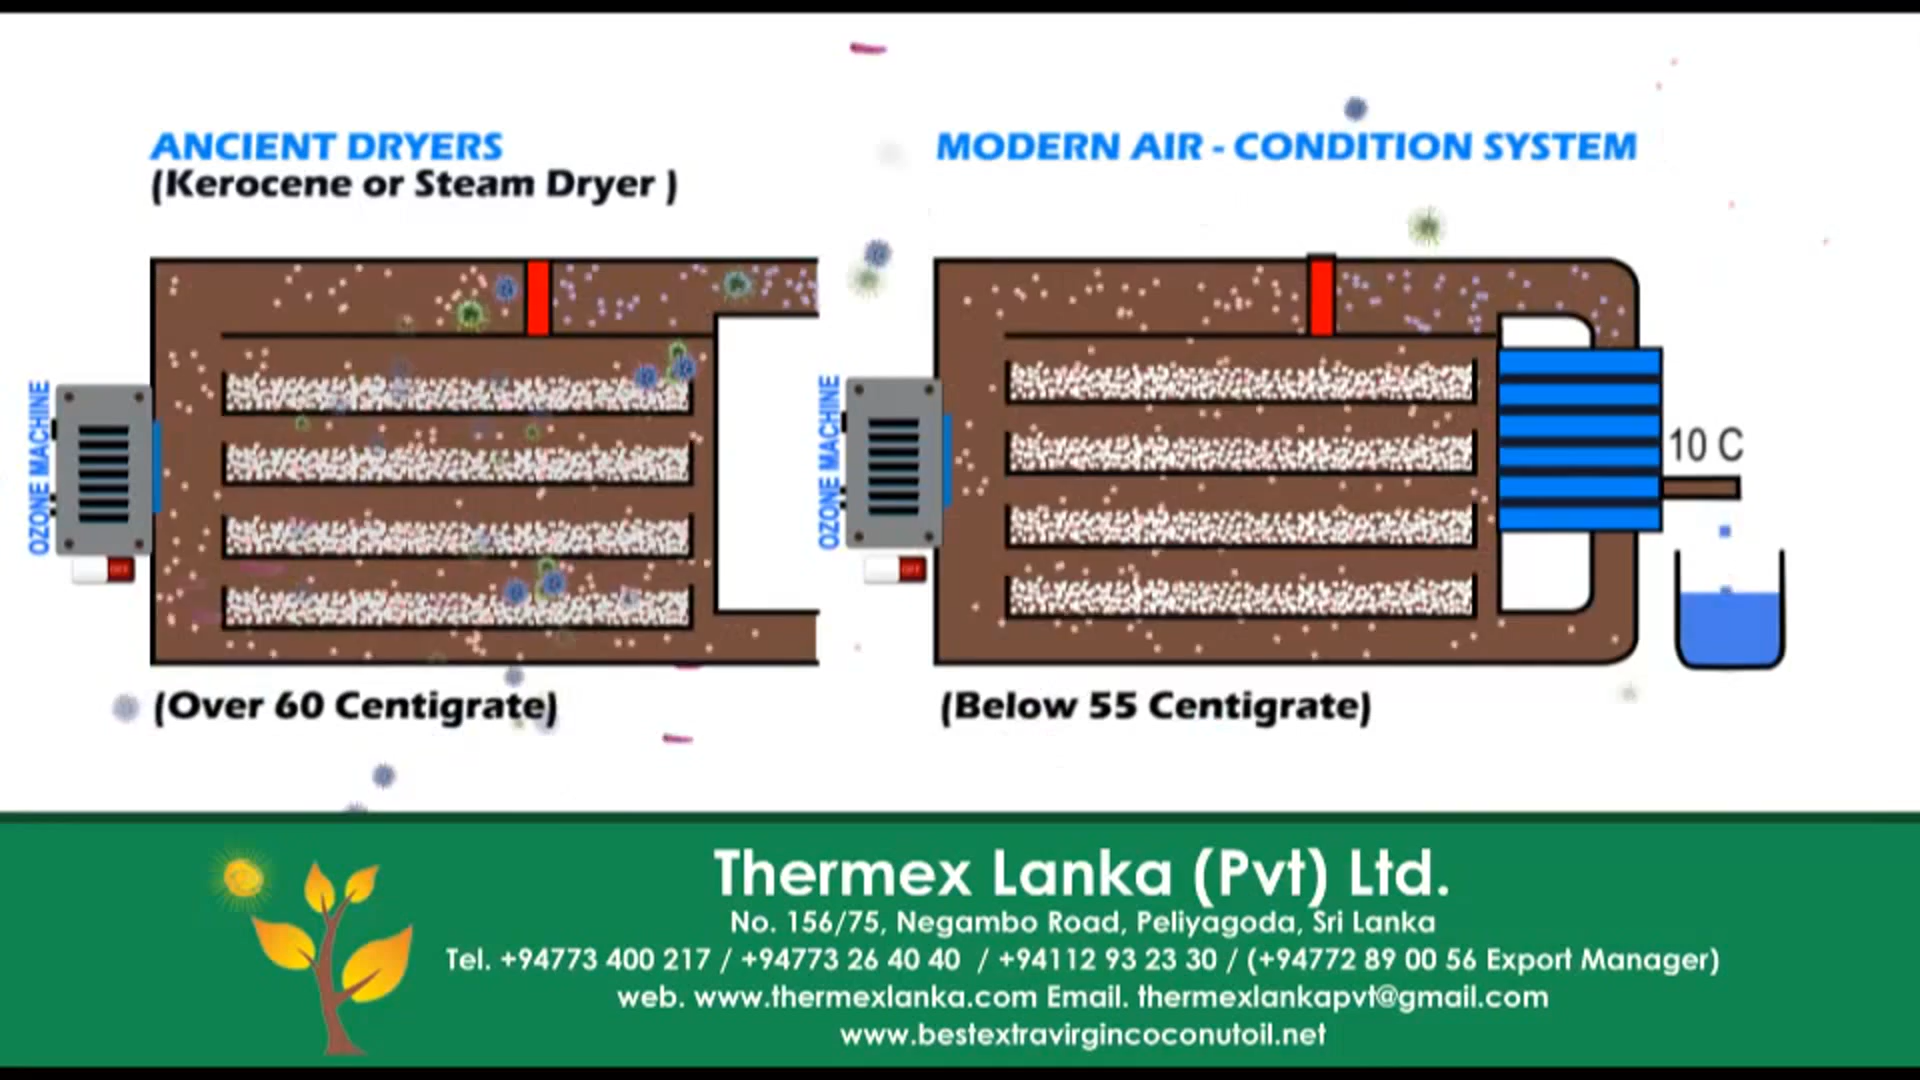 ANCIENT DRYERS
(Kerocene or Steam Dryer )
MODERN AIR - CONDITION SYSTEM
OZONE MACHINE
OFF
OZONE MACHINE
OFF
10 C
(Over 60 Centigrate)
(Below 55 Centigrate)
Thermex Lanka (Pvt) Ltd.
No. 156/75, Negambo Road, Peliyagoda, Sri Lanka
Tel. +94773 400 217 / +94773 26 40 40 / +94112 93 23 30 / (+94772 89 00 56 Export Manager)
web. www.thermexlanka.com Email. thermexlankapvt@gmail.com
www.bestextravirgincoconutoil.net